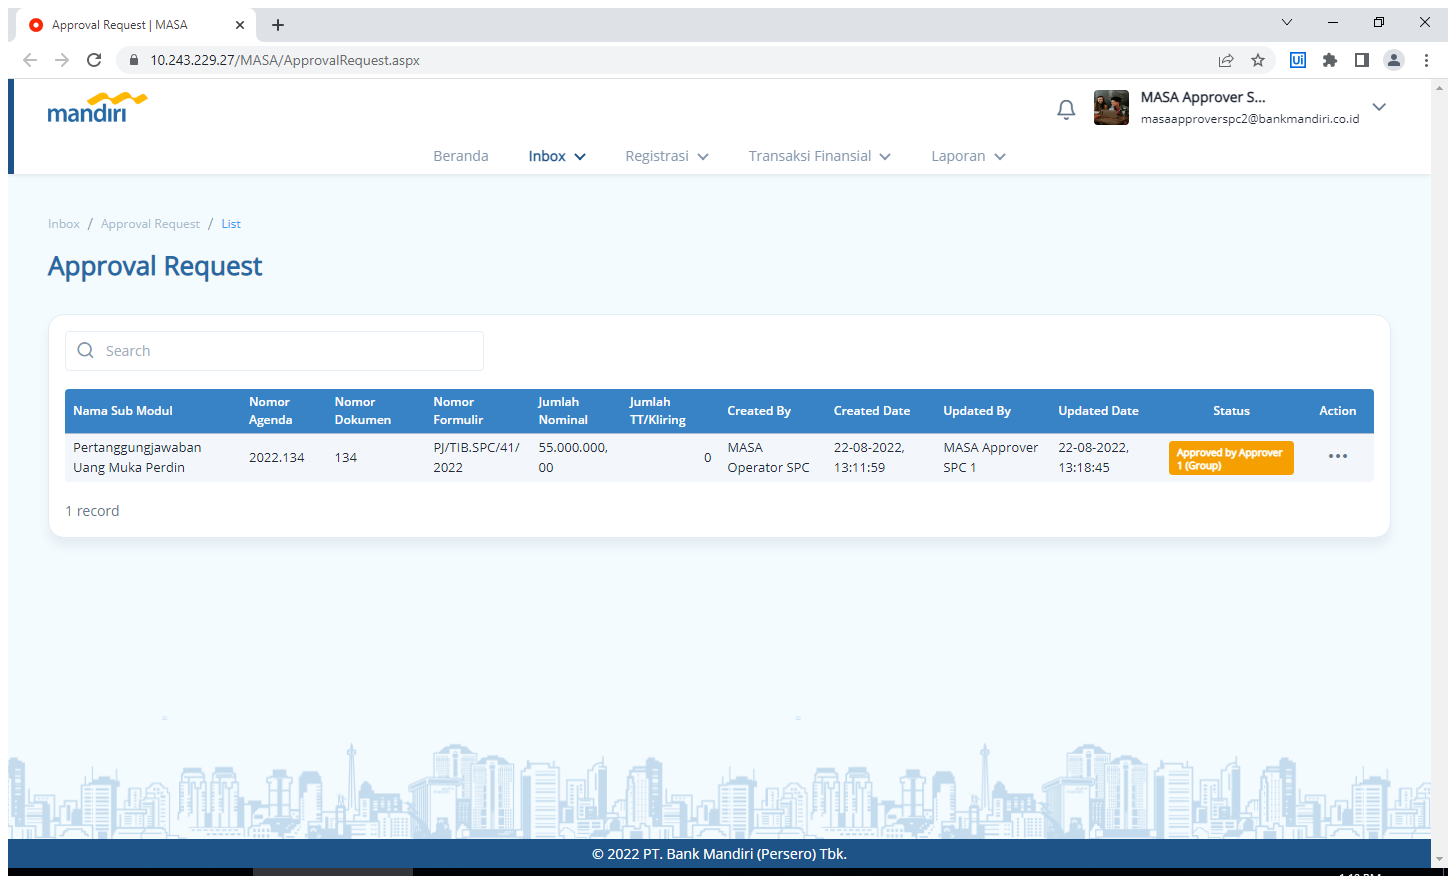 Approval Request | MASA
10.243.229.27/MASA/ApprovalRequest.aspx
Ui
mandiri
MASA Approver S...
masaapproverspc2@bankmandiri.co.id
Beranda Inbox Registrasi Transaksi Finansial Laporan
Inbox / Approval Request / List
Approval Request
Search
Nama Sub Modul Nomor Agenda Nomor Dokumen Nomor Formulir Jumlah Nominal Jumlah TT/Kliring Created By Created Date Updated By Updated Date Status Action
Pertanggungjawaban Uang Muka Perdin 2022.134 134 PJ/TIB.SPC/41/2022 55.000.000,00 0 MASA Operator SPC 22-08-2022, 13:11:59 MASA Approver SPC 1 22-08-2022, 13:18:45 Approved by Approver 1 (Group)
1 record
© 2022 PT. Bank Mandiri (Persero) Tbk.